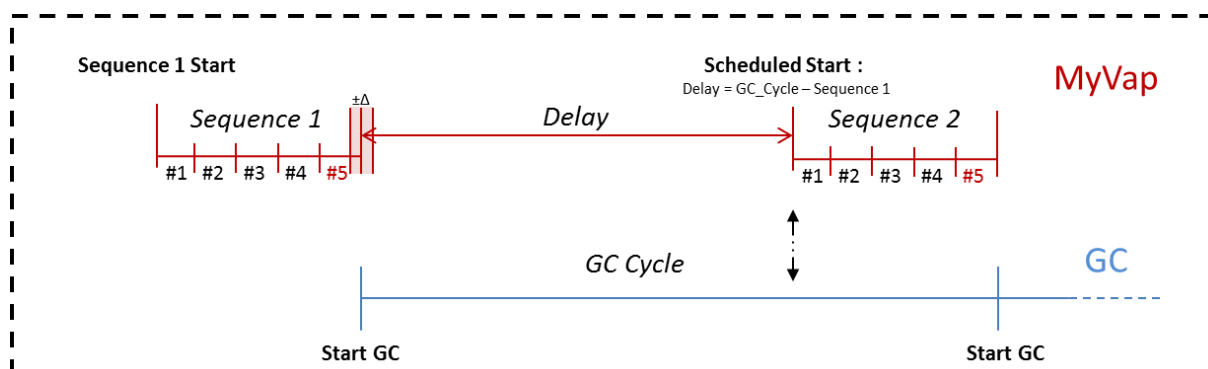 Sequence 1 Start
Scheduled Start :
Delay = GC_Cycle – Sequence 1
MyVap
±Δ
Sequence 1
Delay
Sequence 2
#1 #2 #3 #4 #5
#1 #2 #3 #4 #5
GC Cycle
GC
Start GC
Start GC